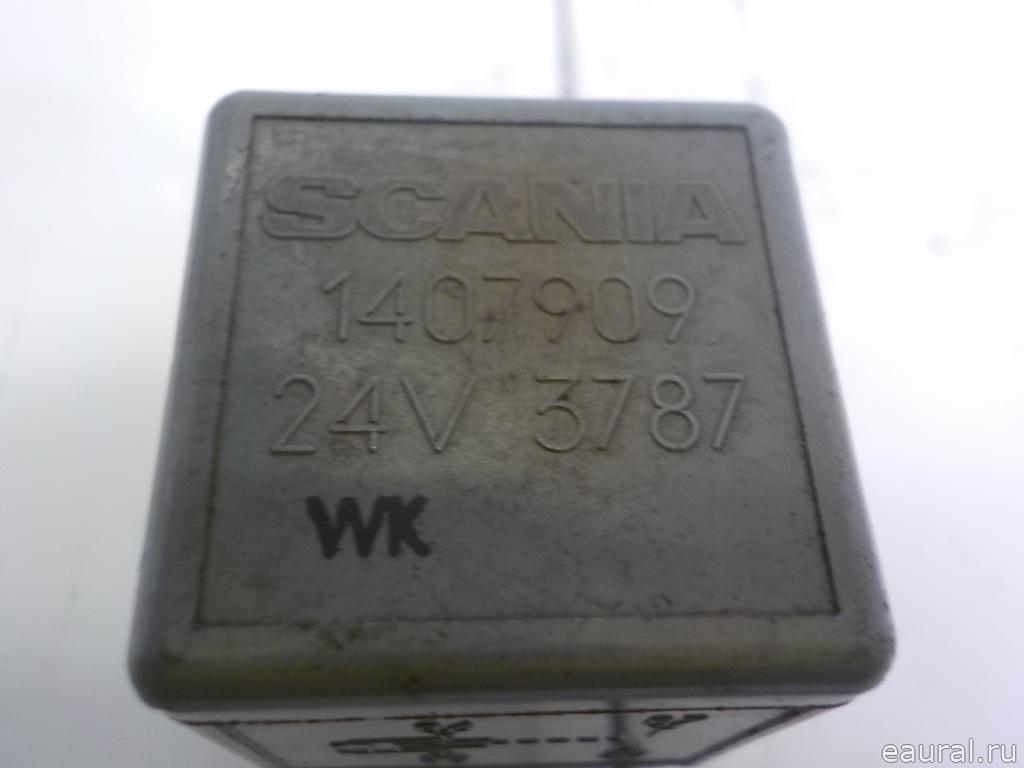 SCANIA
1407909
24V 3787
WK
eaural.ru